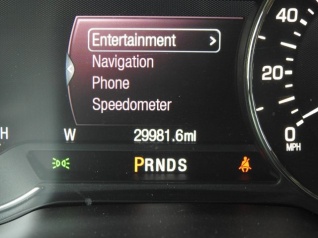 Entertainment >
Navigation
Phone
Speedometer
H W 29981.6mi
PRNDS
40
20
0
MPH